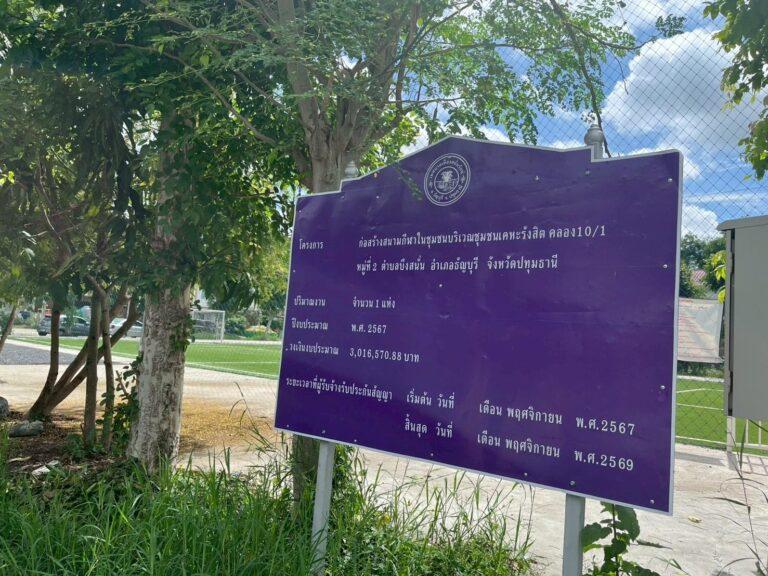 โครงการ ก่อสร้างสนามกีฬาในชุมชนบริเวณชุมชนเคหะรังสิต คลอง10/1
หมู่ที่ 2 ตำบลบึงสนั่น อำเภอธัญบุรี จังหวัดปทุมธานี
ปริมาณงาน จำนวน 1 แห่ง
ปีงบประมาณ พ.ศ. 2567
วงเงินงบประมาณ 3,016,570.88 บาท
ระยะเวลาที่ผู้รับจ้างรับประกันสัญญา เริ่มต้น วันที่ เดือน พฤศจิกายน พ.ศ.2567
สิ้นสุด วันที่ เดือน พฤศจิกายน พ.ศ.2569